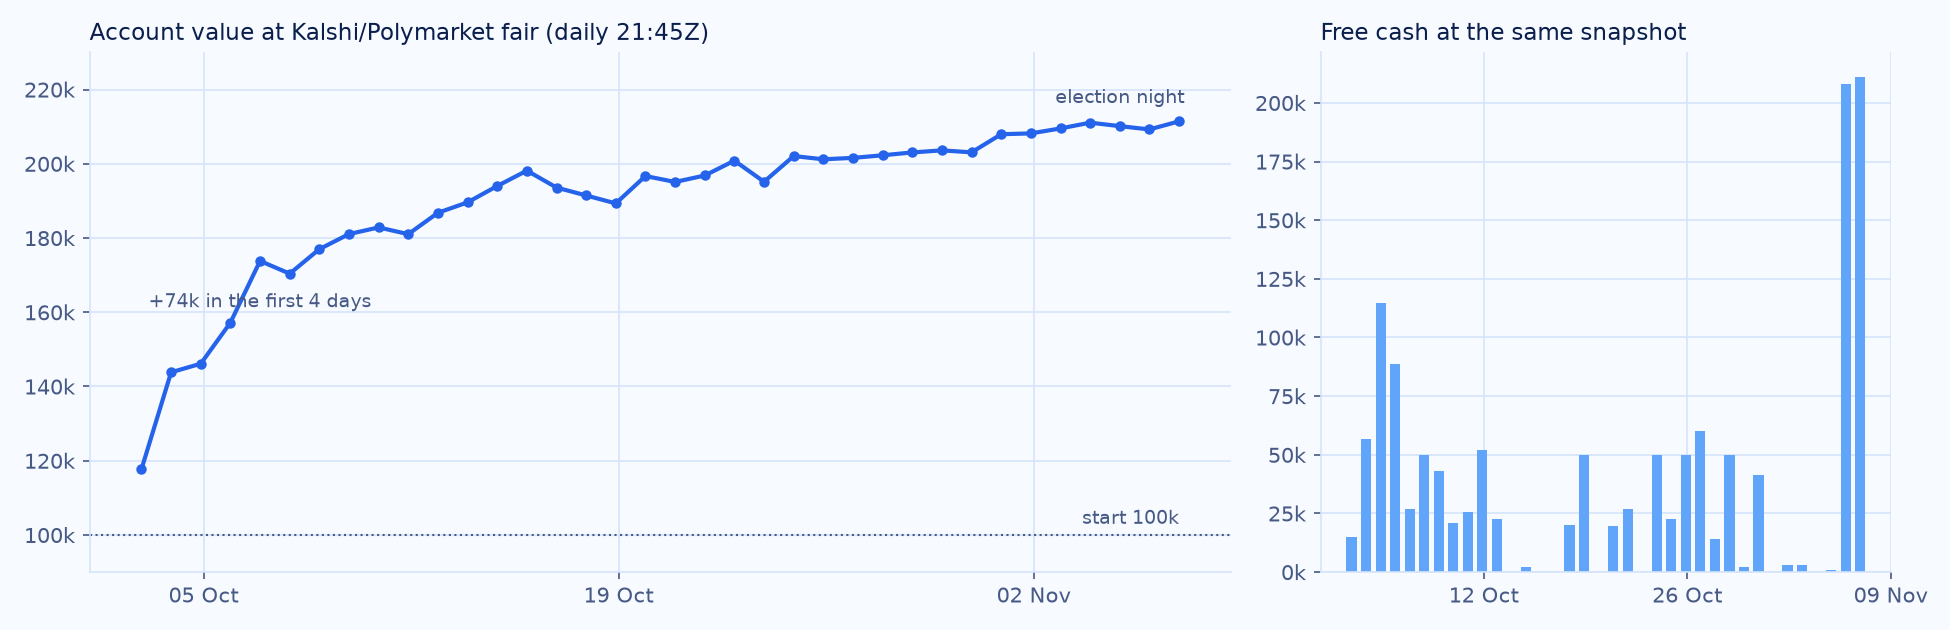 Account value at Kalshi/Polymarket fair (daily 21:45Z)
220k
200k
180k
160k
140k
120k
100k
election night
+74k in the first 4 days
start 100k
05 Oct
19 Oct
02 Nov
Free cash at the same snapshot
200k
175k
150k
125k
100k
75k
50k
25k
0k
12 Oct
26 Oct
09 Nov